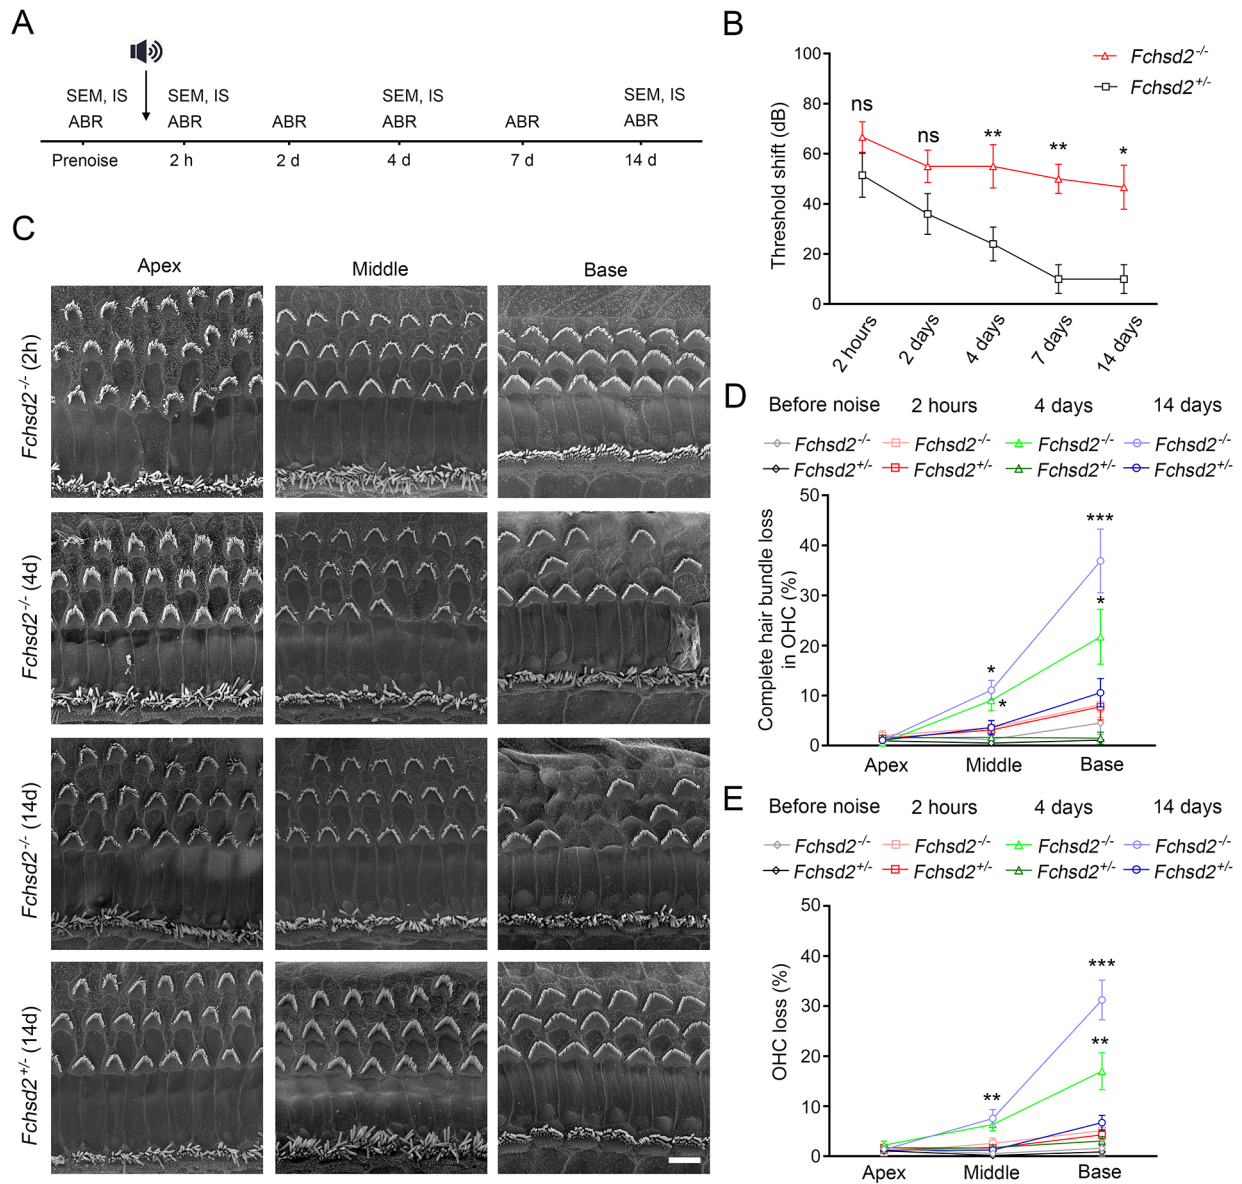 A
SEM, IS SEM, IS SEM, IS SEM, IS
ABR ABR ABR ABR ABR ABR
Prenoise 2 h 2 d 4 d 7 d 14 d
B
Fchsd2-/-
Fchsd2+/-
Threshold shift (dB)
100
80
60
40
20
0
ns ns ** ** *
2 hours 2 days 4 days 7 days 14 days
C
Apex Middle Base
Fchsd2-/- (2h)
Fchsd2-/- (4d)
Fchsd2-/- (14d)
Fchsd2+/- (14d)
D
Before noise 2 hours 4 days 14 days
Fchsd2-/- Fchsd2-/- Fchsd2-/- Fchsd2-/-
Fchsd2+/- Fchsd2+/- Fchsd2+/- Fchsd2+/-
Complete hair bundle loss
in OHC (%)
50
40
30
20
10
0
***
*
*
*
Apex Middle Base
E
Before noise 2 hours 4 days 14 days
Fchsd2-/- Fchsd2-/- Fchsd2-/- Fchsd2-/-
Fchsd2+/- Fchsd2+/- Fchsd2+/- Fchsd2+/-
OHC loss (%)
50
40
30
20
10
0
***
**
**
Apex Middle Base